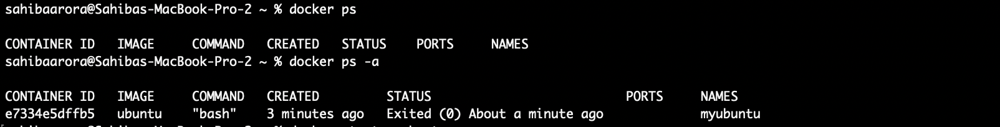 sahibaarora@Sahibas-MacBook-Pro-2 ~ % docker ps
CONTAINER ID IMAGE COMMAND CREATED STATUS PORTS NAMES
sahibaarora@Sahibas-MacBook-Pro-2 ~ % docker ps -a
CONTAINER ID IMAGE COMMAND CREATED STATUS PORTS NAMES
e7334e5dffb5 ubuntu "bash" 3 minutes ago Exited (0) About a minute ago myubuntu